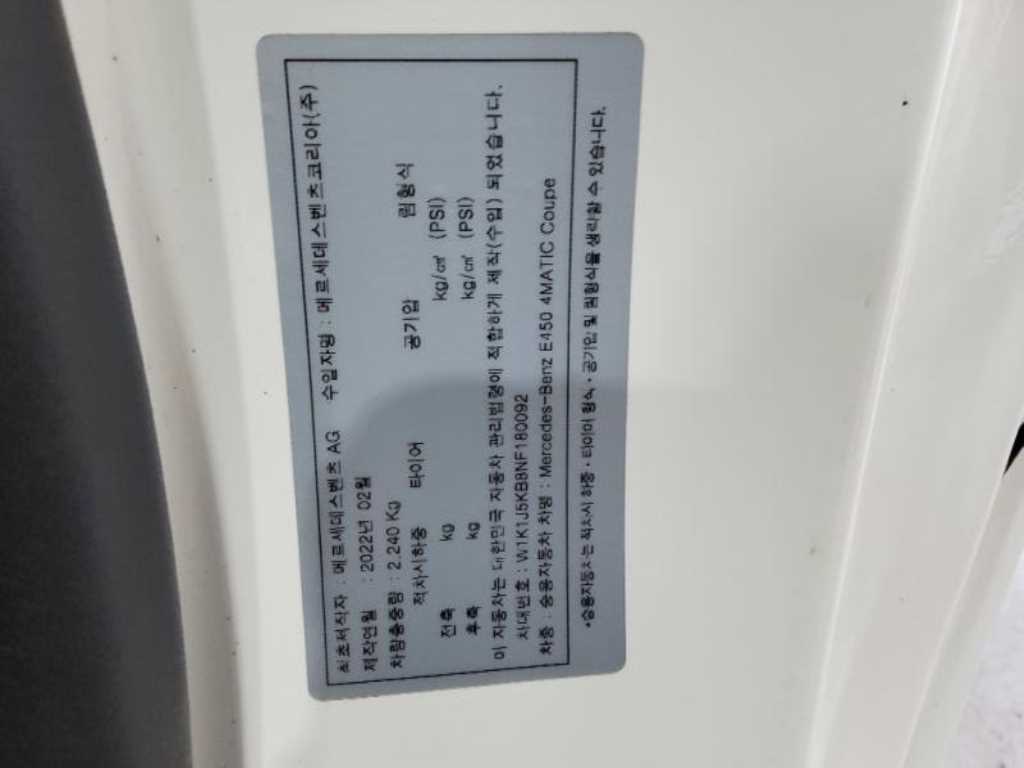 최초제작자 : 메르세데스벤츠 AG 수입자명 : 메르세데스벤츠코리아(주)
제작연월 : 2022년 02월
차량총중량 : 2,240 Kg
적차시하중 타이어 공기압 림형식
전축 kg kg/㎠ (PSI)
후축 kg kg/㎠ (PSI)
이 자동차는 대한민국 자동차 관리법령에 적합하게 제작(수입) 되었습니다.
차대번호 : W1K1J5KB8NF180092
차종 : 승용자동차 차명 : Mercedes-Benz E450 4MATIC Coupe
*승용자동차는 적차시 하중·타이어 형식·공기압 및 림형식을 생략할 수 있습니다.